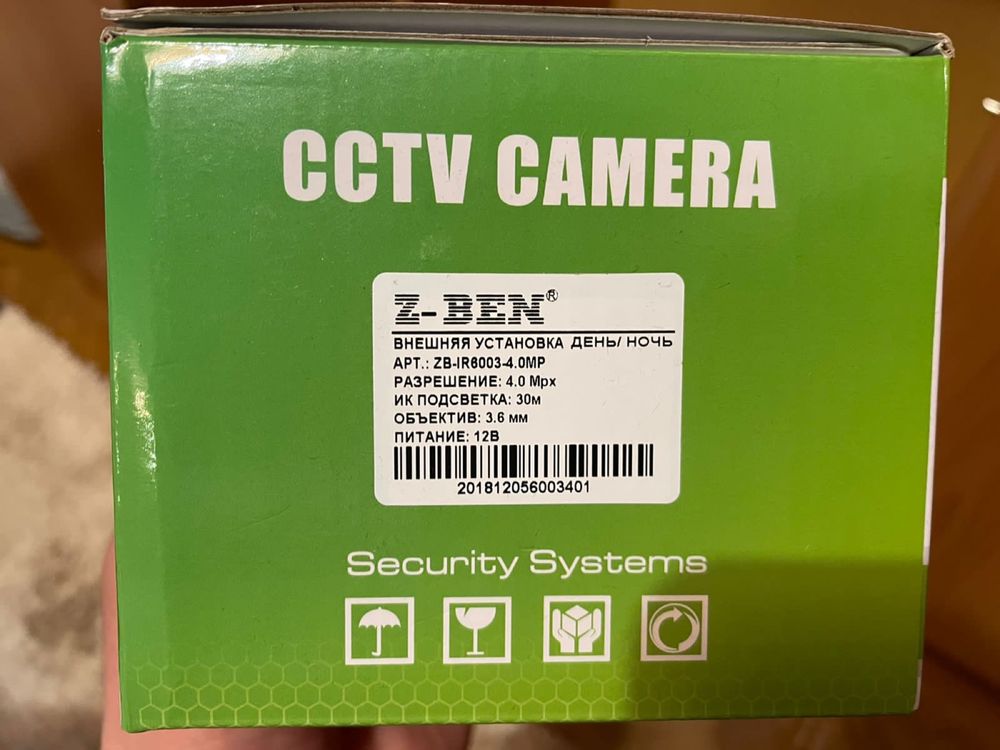 CCTV CAMERA
Z-BEN®
ВНЕШНЯЯ УСТАНОВКА ДЕНЬ/ НОЧЬ
АРТ.: ZB-IR6003-4.0MP
РАЗРЕШЕНИЕ: 4.0 Mpx
ИК ПОДСВЕТКА: 30м
ОБЪЕКТИВ: 3.6 мм
ПИТАНИЕ: 12В
201812056003401
Security Systems